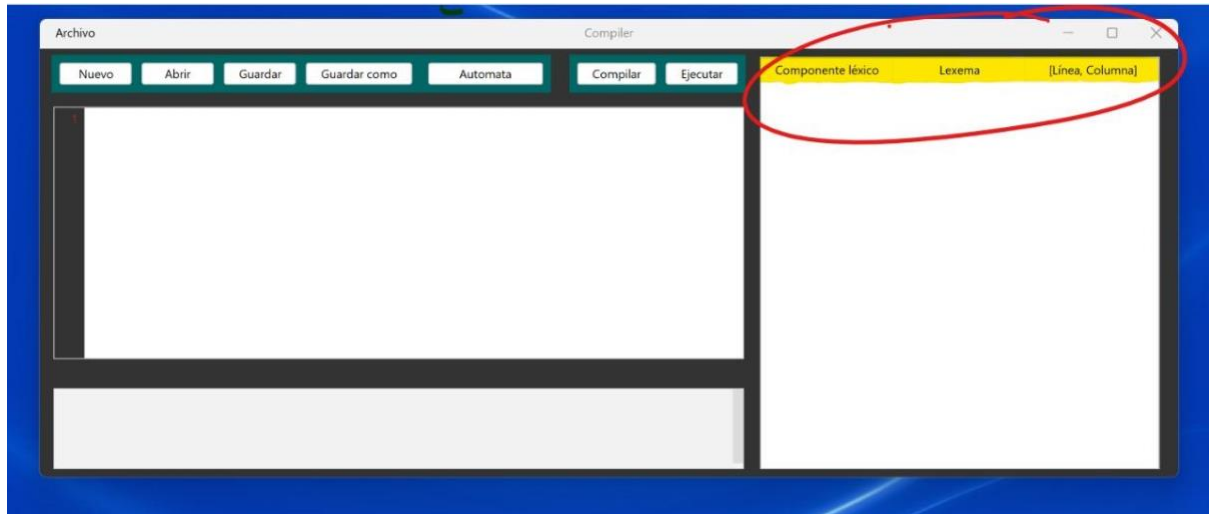 Archivo Compiler
Nuevo Abrir Guardar Guardar como Automata Compilar Ejecutar
Componente léxico Lexema [Línea, Columna]
1